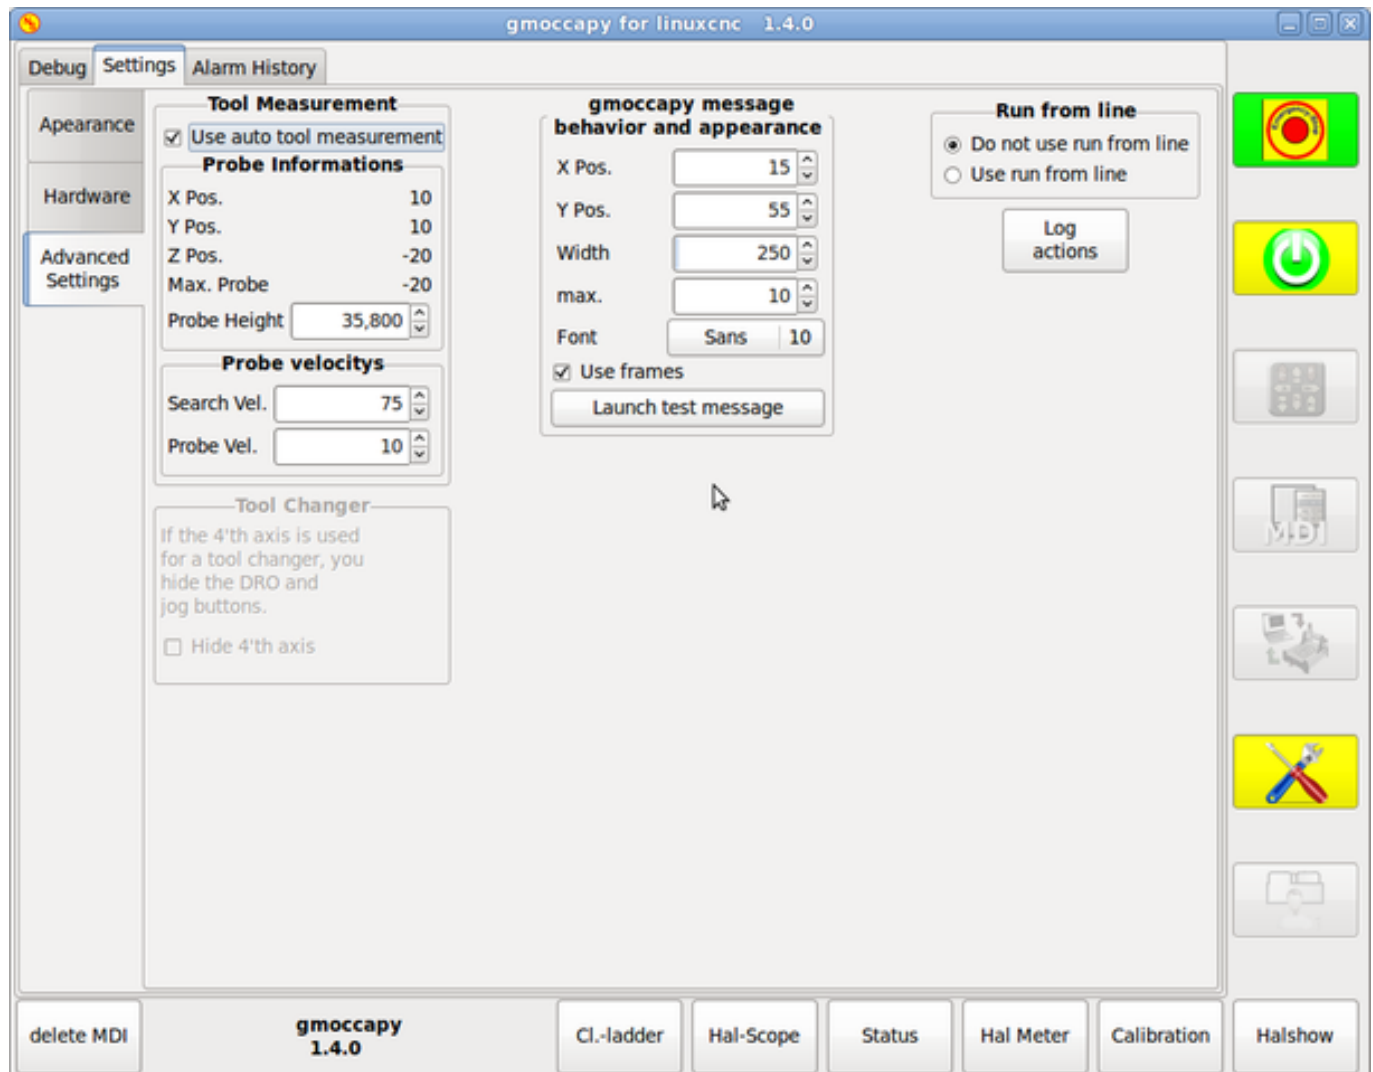 gmoccapy for linuxcnc 1.4.0
Debug
Settings
Alarm History
Apearance
Hardware
Advanced
Settings
Tool Measurement
Use auto tool measurement
Probe Informations
X Pos. 10
Y Pos. 10
Z Pos. -20
Max. Probe -20
Probe Height 35,800
Probe velocitys
Search Vel. 75
Probe Vel. 10
Tool Changer
If the 4'th axis is used
for a tool changer, you
hide the DRO and
jog buttons.
Hide 4'th axis
gmoccapy message
behavior and appearance
X Pos. 15
Y Pos. 55
Width 250
max. 10
Font Sans 10
Use frames
Launch test message
Run from line
Do not use run from line
Use run from line
Log
actions
MDI
delete MDI
gmoccapy
1.4.0
Cl.-ladder
Hal-Scope
Status
Hal Meter
Calibration
Halshow